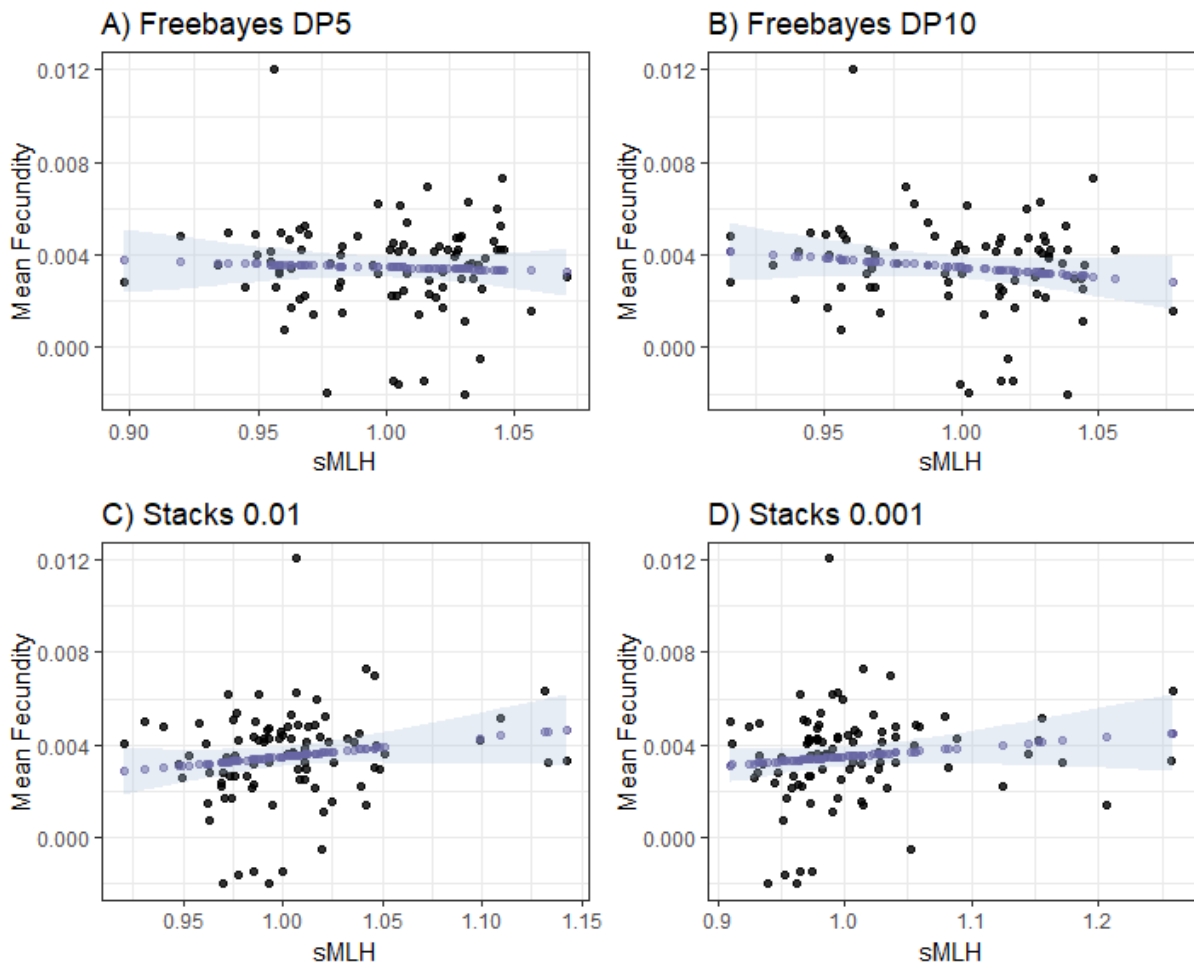 A) Freebayes DP5
0.012
0.008
0.004
0.000
Mean Fecundity
0.90 0.95 1.00 1.05
sMLH
B) Freebayes DP10
0.012
0.008
0.004
0.000
Mean Fecundity
0.95 1.00 1.05
sMLH
C) Stacks 0.01
0.012
0.008
0.004
0.000
Mean Fecundity
0.95 1.00 1.05 1.10 1.15
sMLH
D) Stacks 0.001
0.012
0.008
0.004
0.000
Mean Fecundity
0.9 1.0 1.1 1.2
sMLH